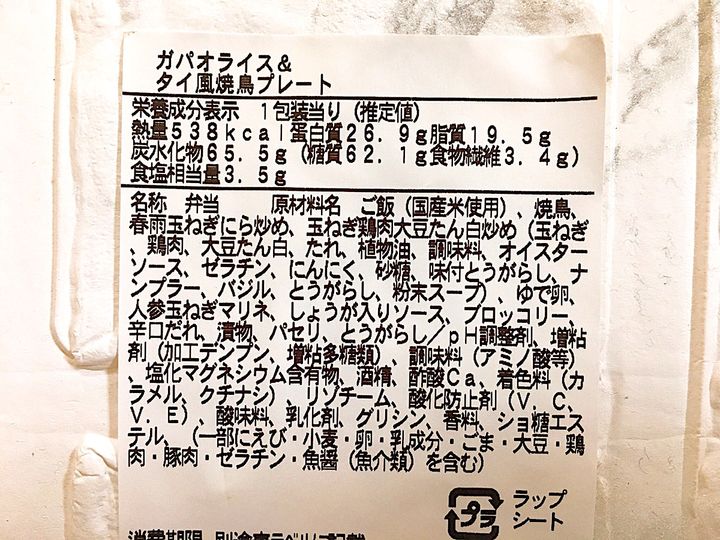 ガパオライス&
タイ風焼鳥プレート
栄養成分表示 1包装当り(推定値)
熱量538kcal蛋白質26.9g脂質19.5g
炭水化物65.5g(糖質62.1g食物繊維3.4g)
食塩相当量3.5g
名称 弁当 原材料名 ご飯(国産米使用)、焼鳥、
春雨玉ねぎにら炒め、玉ねぎ鶏肉大豆たん白炒め(玉ねぎ
、鶏肉、大豆たん白、たれ、植物油、調味料、オイスター
ソース、ゼラチン、にんにく、砂糖、味付とうがらし、ナ
ンプラー、バジル、とうがらし、粉末スープ)、ゆで卵、
人参玉ねぎマリネ、しょうが入りソース、ブロッコリー、
辛口だれ、漬物、パセリ、とうがらし/pH調整剤、増粘
剤(加工デンプン、増粘多糖類)、調味料(アミノ酸等)
、塩化マグネシウム含有物、酒精、酢酸Ca、着色料(カ
ラメル、クチナシ)、リゾチーム、酸化防止剤(V.C、
V.E)、酸味料、乳化剤、グリシン、香料、ショ糖エス
テル、(一部にえび・小麦・卵・乳成分・ごま・大豆・鶏
肉・豚肉・ゼラチン・魚醤(魚介類)を含む)
プラ
ラップ
シート
消費期限 別途表ラベルに記載